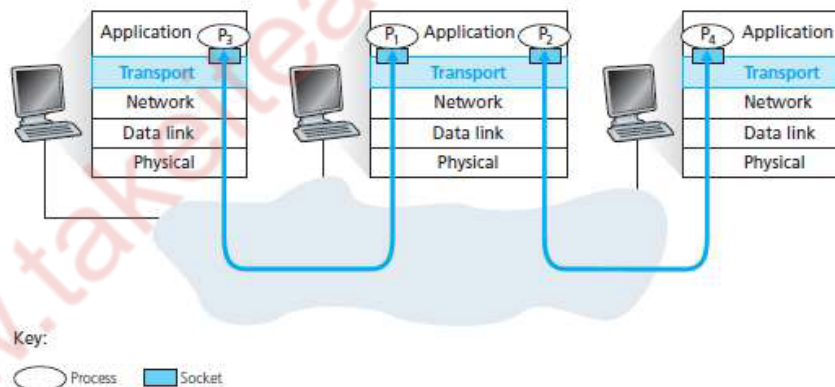 Application P3
Transport
Network
Data link
Physical
P1 Application P2
Transport
Network
Data link
Physical
P4 Application
Transport
Network
Data link
Physical
Key:
Process
Socket